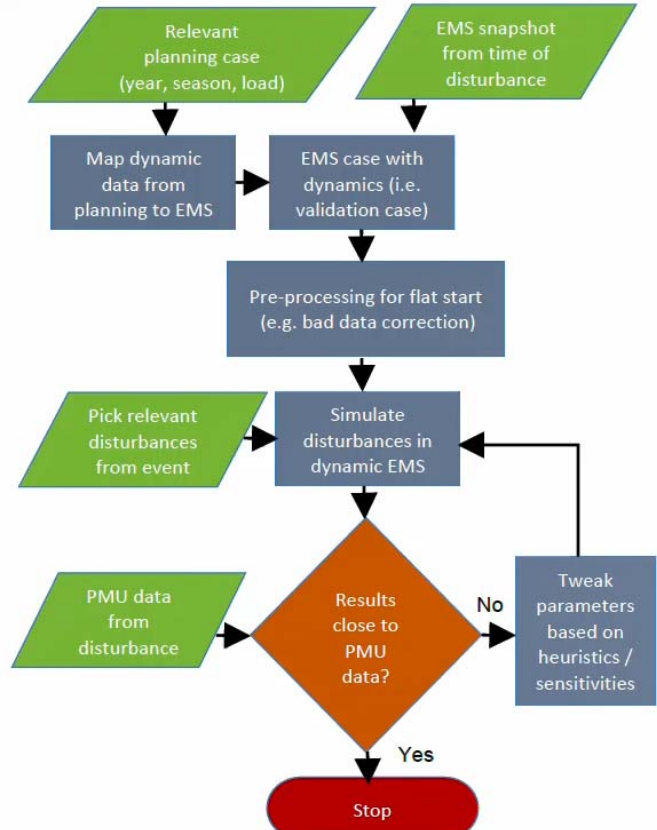 Relevant
planning case
(year, season, load)
EMS snapshot
from time of
disturbance
Map dynamic
data from
planning to EMS
EMS case with
dynamics (i.e.
validation case)
Pre-processing for flat start
(e.g. bad data correction)
Pick relevant
disturbances
from event
Simulate
disturbances in
dynamic EMS
PMU data
from
disturbance
Results
close to
PMU
data?
No
Tweak
parameters
based on
heuristics /
sensitivities
Yes
Stop